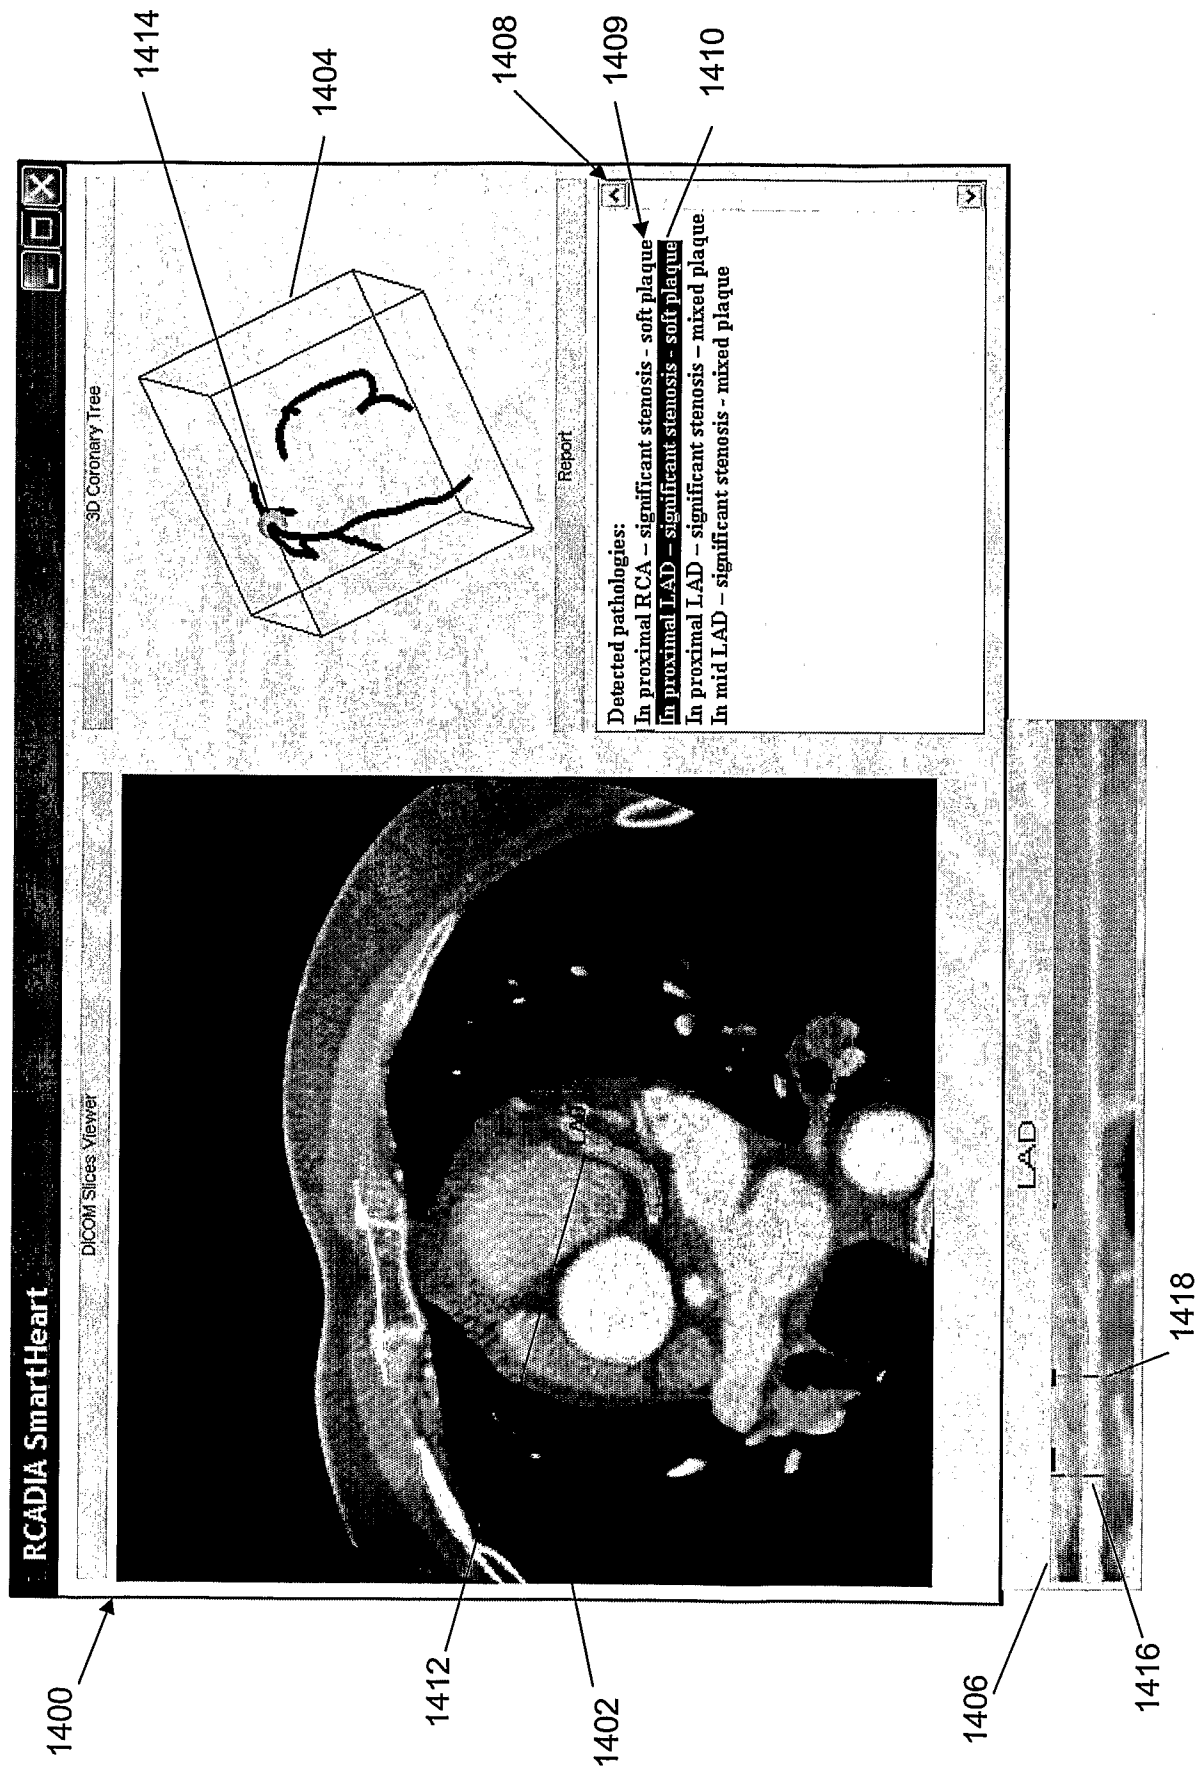 RCADIA SmartHeart
DICOM Slices Viewer
3D Coronary Tree
Report
Detected pathologies:
In proximal RCA – significant stenosis - soft plaque
In proximal LAD – significant stenosis - soft plaque
In proximal LAD – significant stenosis – mixed plaque
In mid LAD – significant stenosis - mixed plaque
LAD
LAD
1400
1412
1402
1406
1416
1418
1414
1404
1408
1409
1410